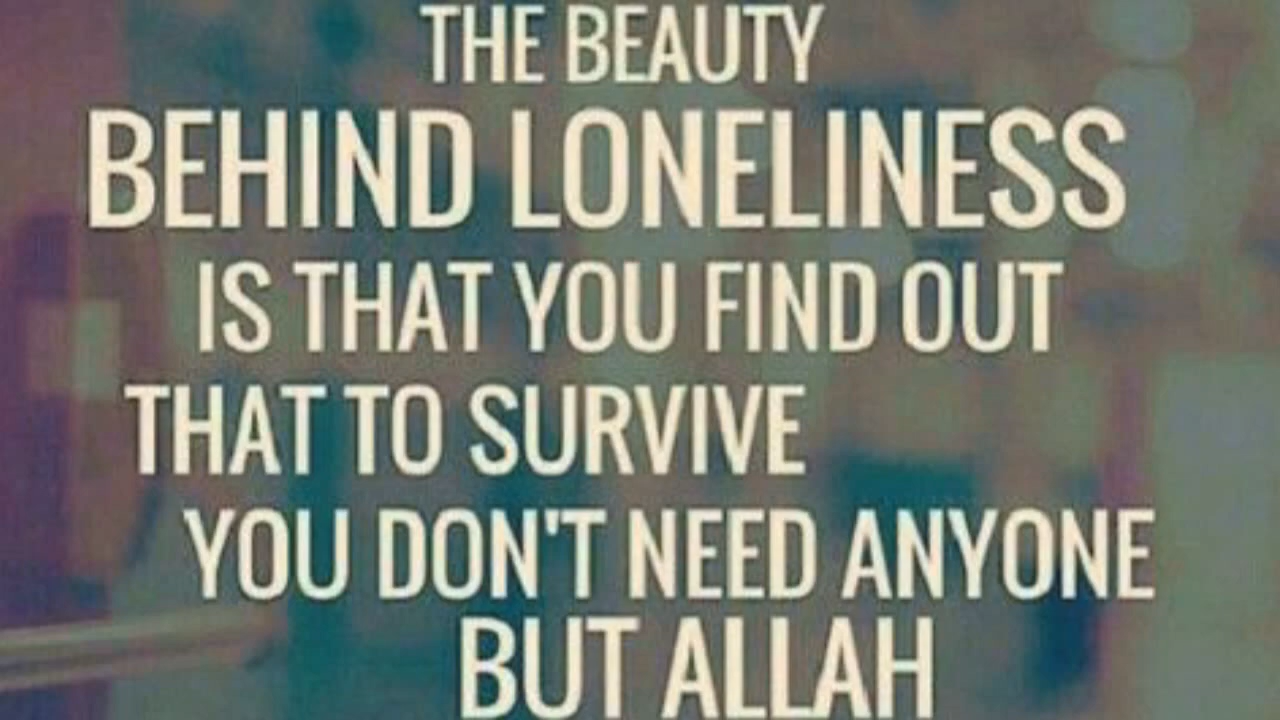 THE BEAUTY
BEHIND LONELINESS
IS THAT YOU FIND OUT
THAT TO SURVIVE
YOU DON'T NEED ANYONE
BUT ALLAH